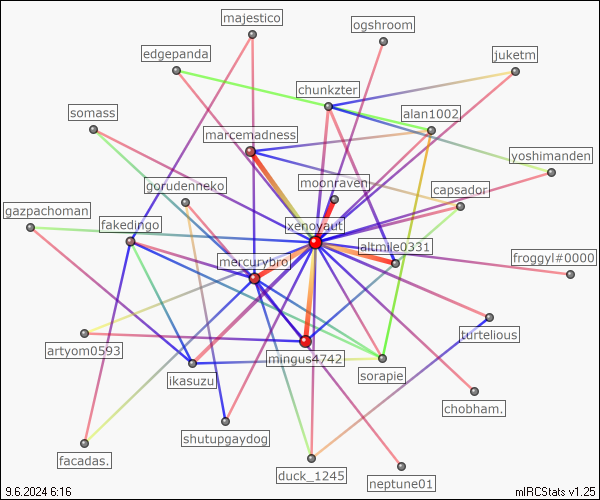 majestico
ogshroom
edgepanda
juketm
chunkzter
somass
alan1002
marcemadness
yoshimanden
gorudenneko
moonraven
capsador
gazpachoman
fakedingo
xenoyaut
altmile0331
mercurybro
froggyl#0000
artyom0593
turtelious
mingus4742
ikasuzu
sorapie
chobham.
shutupgaydog
facadas.
duck_1245
neptune01
9.6.2024 6:16
mIRCStats v1.25